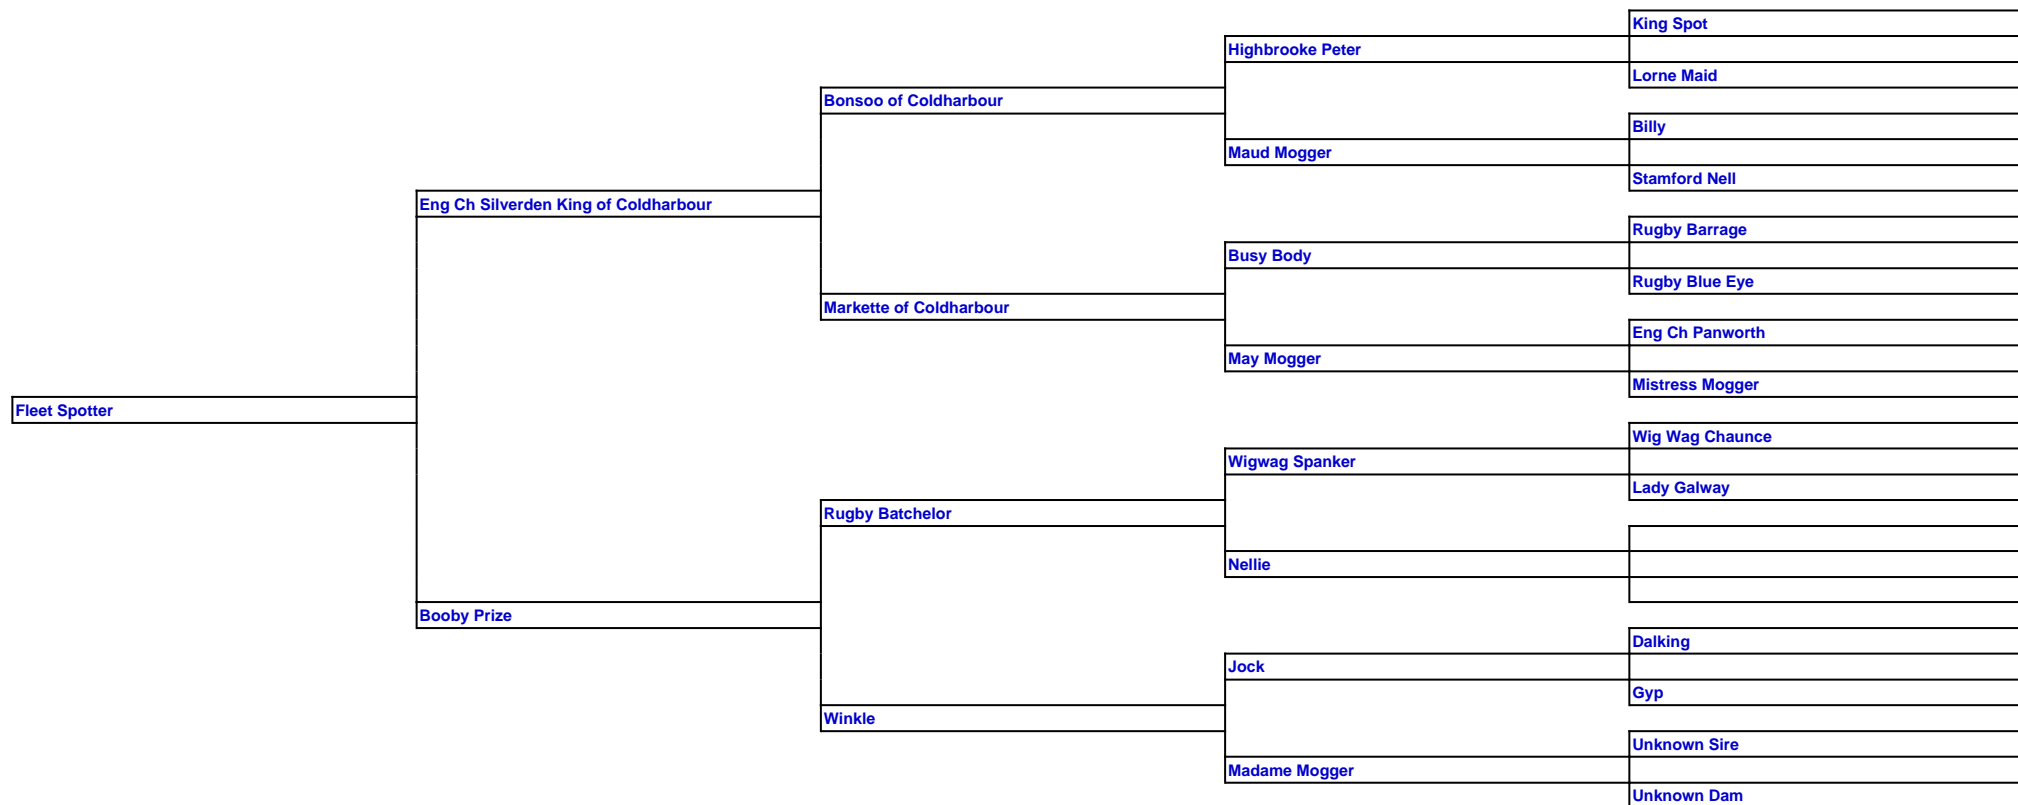 King Spot
Highbrooke Peter
Lorne Maid
Bonsoo of Coldharbour
Billy
Maud Mogger
Stamford Nell
Eng Ch Silverden King of Coldharbour
Rugby Barrage
Busy Body
Rugby Blue Eye
Markette of Coldharbour
Eng Ch Panworth
May Mogger
Mistress Mogger
Fleet Spotter
Wig Wag Chaunce
Wigwag Spanker
Lady Galway
Rugby Batchelor
Nellie
Booby Prize
Dalking
Jock
Gyp
Winkle
Unknown Sire
Madame Mogger
Unknown Dam